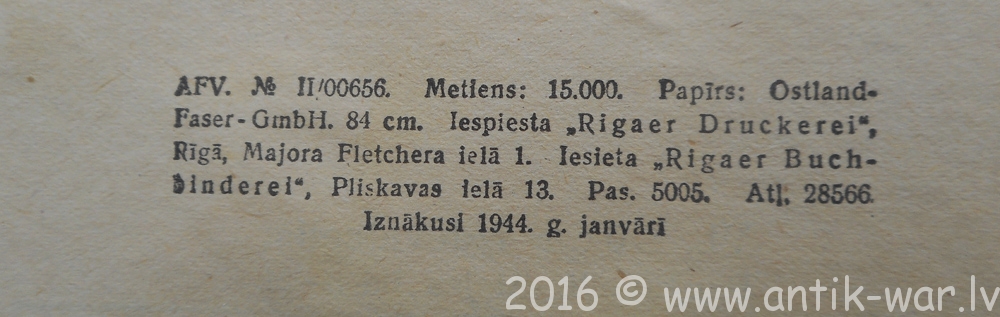 AFV. № II/00656. Metiens: 15.000. Papīrs: Ostland-
Faser-GmbH. 84 cm. Iespiesta „Rigaer Druckerei“,
Rīgā, Majora Fletchera ielā 1. Iesieta „Rigaer Buch-
binderei“, Pliskavas ielā 13. Pas. 5005. Atļ. 28566.
Iznākusi 1944. g. janvārī
2016 © www.antik-war.lv